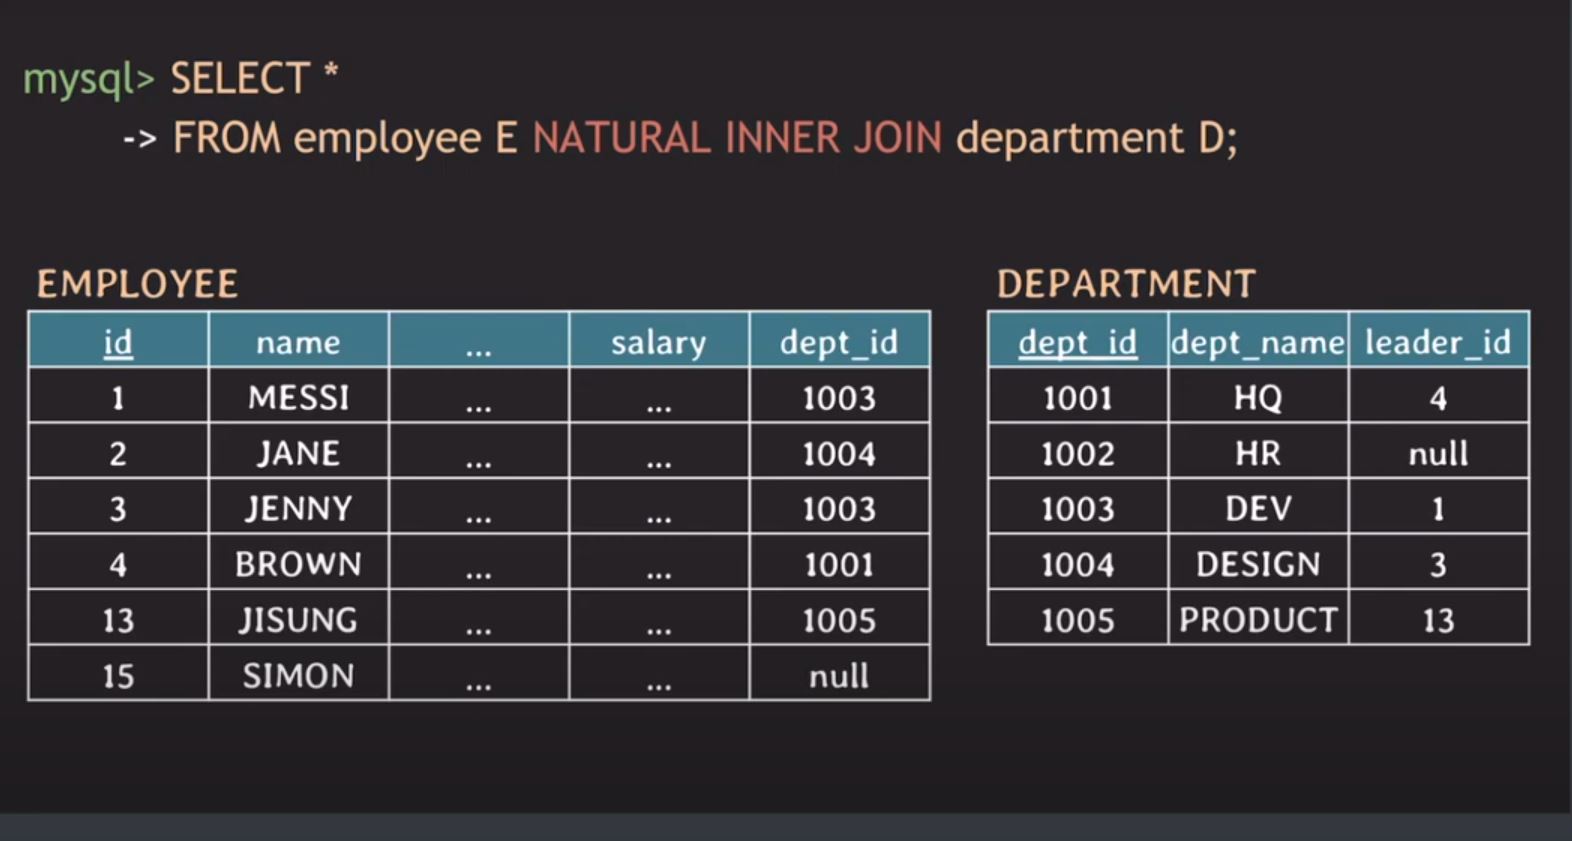 mysql> SELECT *
-> FROM employee E NATURAL INNER JOIN department D;
EMPLOYEE
id name ... salary dept_id
1 MESSI ... ... 1003
2 JANE ... ... 1004
3 JENNY ... ... 1003
4 BROWN ... ... 1001
13 JISUNG ... ... 1005
15 SIMON ... ... null
DEPARTMENT
dept_id dept_name leader_id
1001 HQ 4
1002 HR null
1003 DEV 1
1004 DESIGN 3
1005 PRODUCT 13